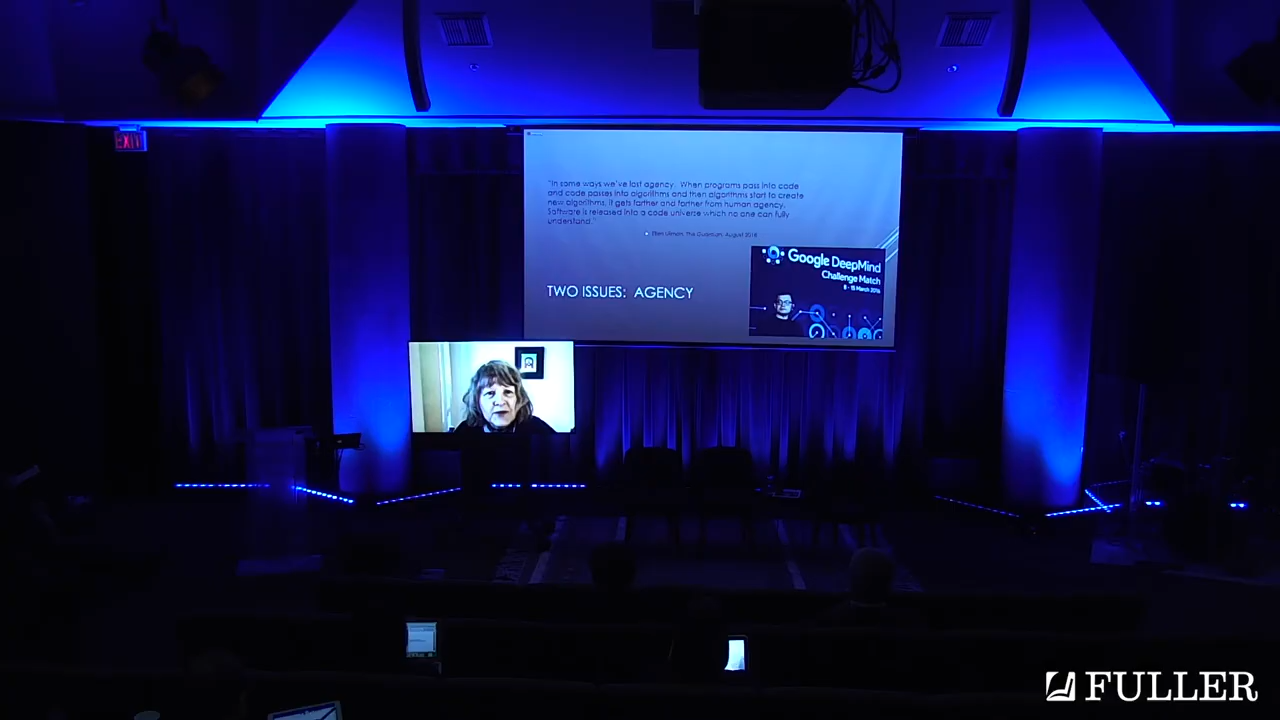 EXIT
"In some ways we've lost agency. When programs pass into code
and code passes into algorithms and then algorithms start to create
new algorithms, it gets farther and farther from human agency.
Software is released into a code universe which no one can fully
understand."
Ellen Ullman, The Guardian, August 2018
Google DeepMind
Challenge Match
8 - 15 March 2016
TWO ISSUES: AGENCY
FULLER